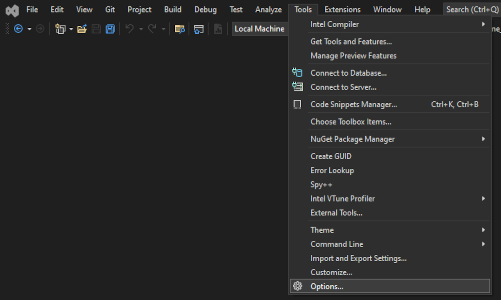 File Edit View Git Project Build Debug Test Analyze Tools Extensions Window Help Search (Ctrl+Q)
Local Machine
Intel Compiler
Get Tools and Features...
Manage Preview Features
Connect to Database...
Connect to Server...
Code Snippets Manager... Ctrl+K, Ctrl+B
Choose Toolbox Items...
NuGet Package Manager
Create GUID
Error Lookup
Spy++
Intel VTune Profiler
External Tools...
Theme
Command Line
Import and Export Settings...
Customize...
Options...